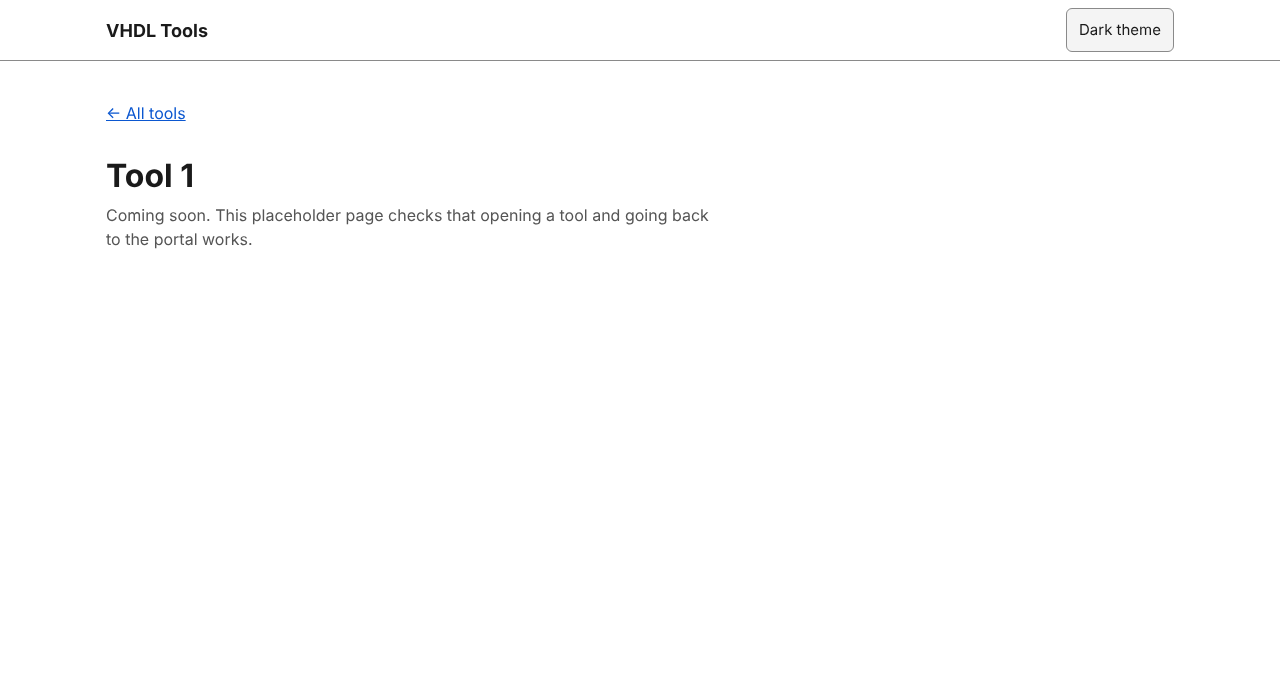 VHDL Tools
Dark theme
← All tools
Tool 1
Coming soon. This placeholder page checks that opening a tool and going back
to the portal works.